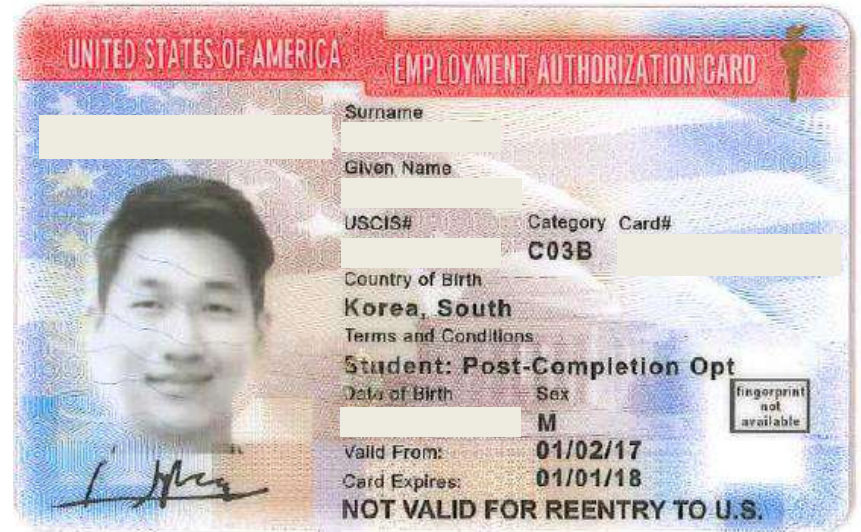 UNITED STATES OF AMERICA
EMPLOYMENT AUTHORIZATION CARD
Surname
Given Name
USCIS# Category Card#
C03B
Country of Birth
Korea, South
Terms and Conditions
Student: Post-Completion Opt
Date of Birth Sex
M
fingerprint
not
available
Valid From: 01/02/17
Card Expires: 01/01/18
NOT VALID FOR REENTRY TO U.S.